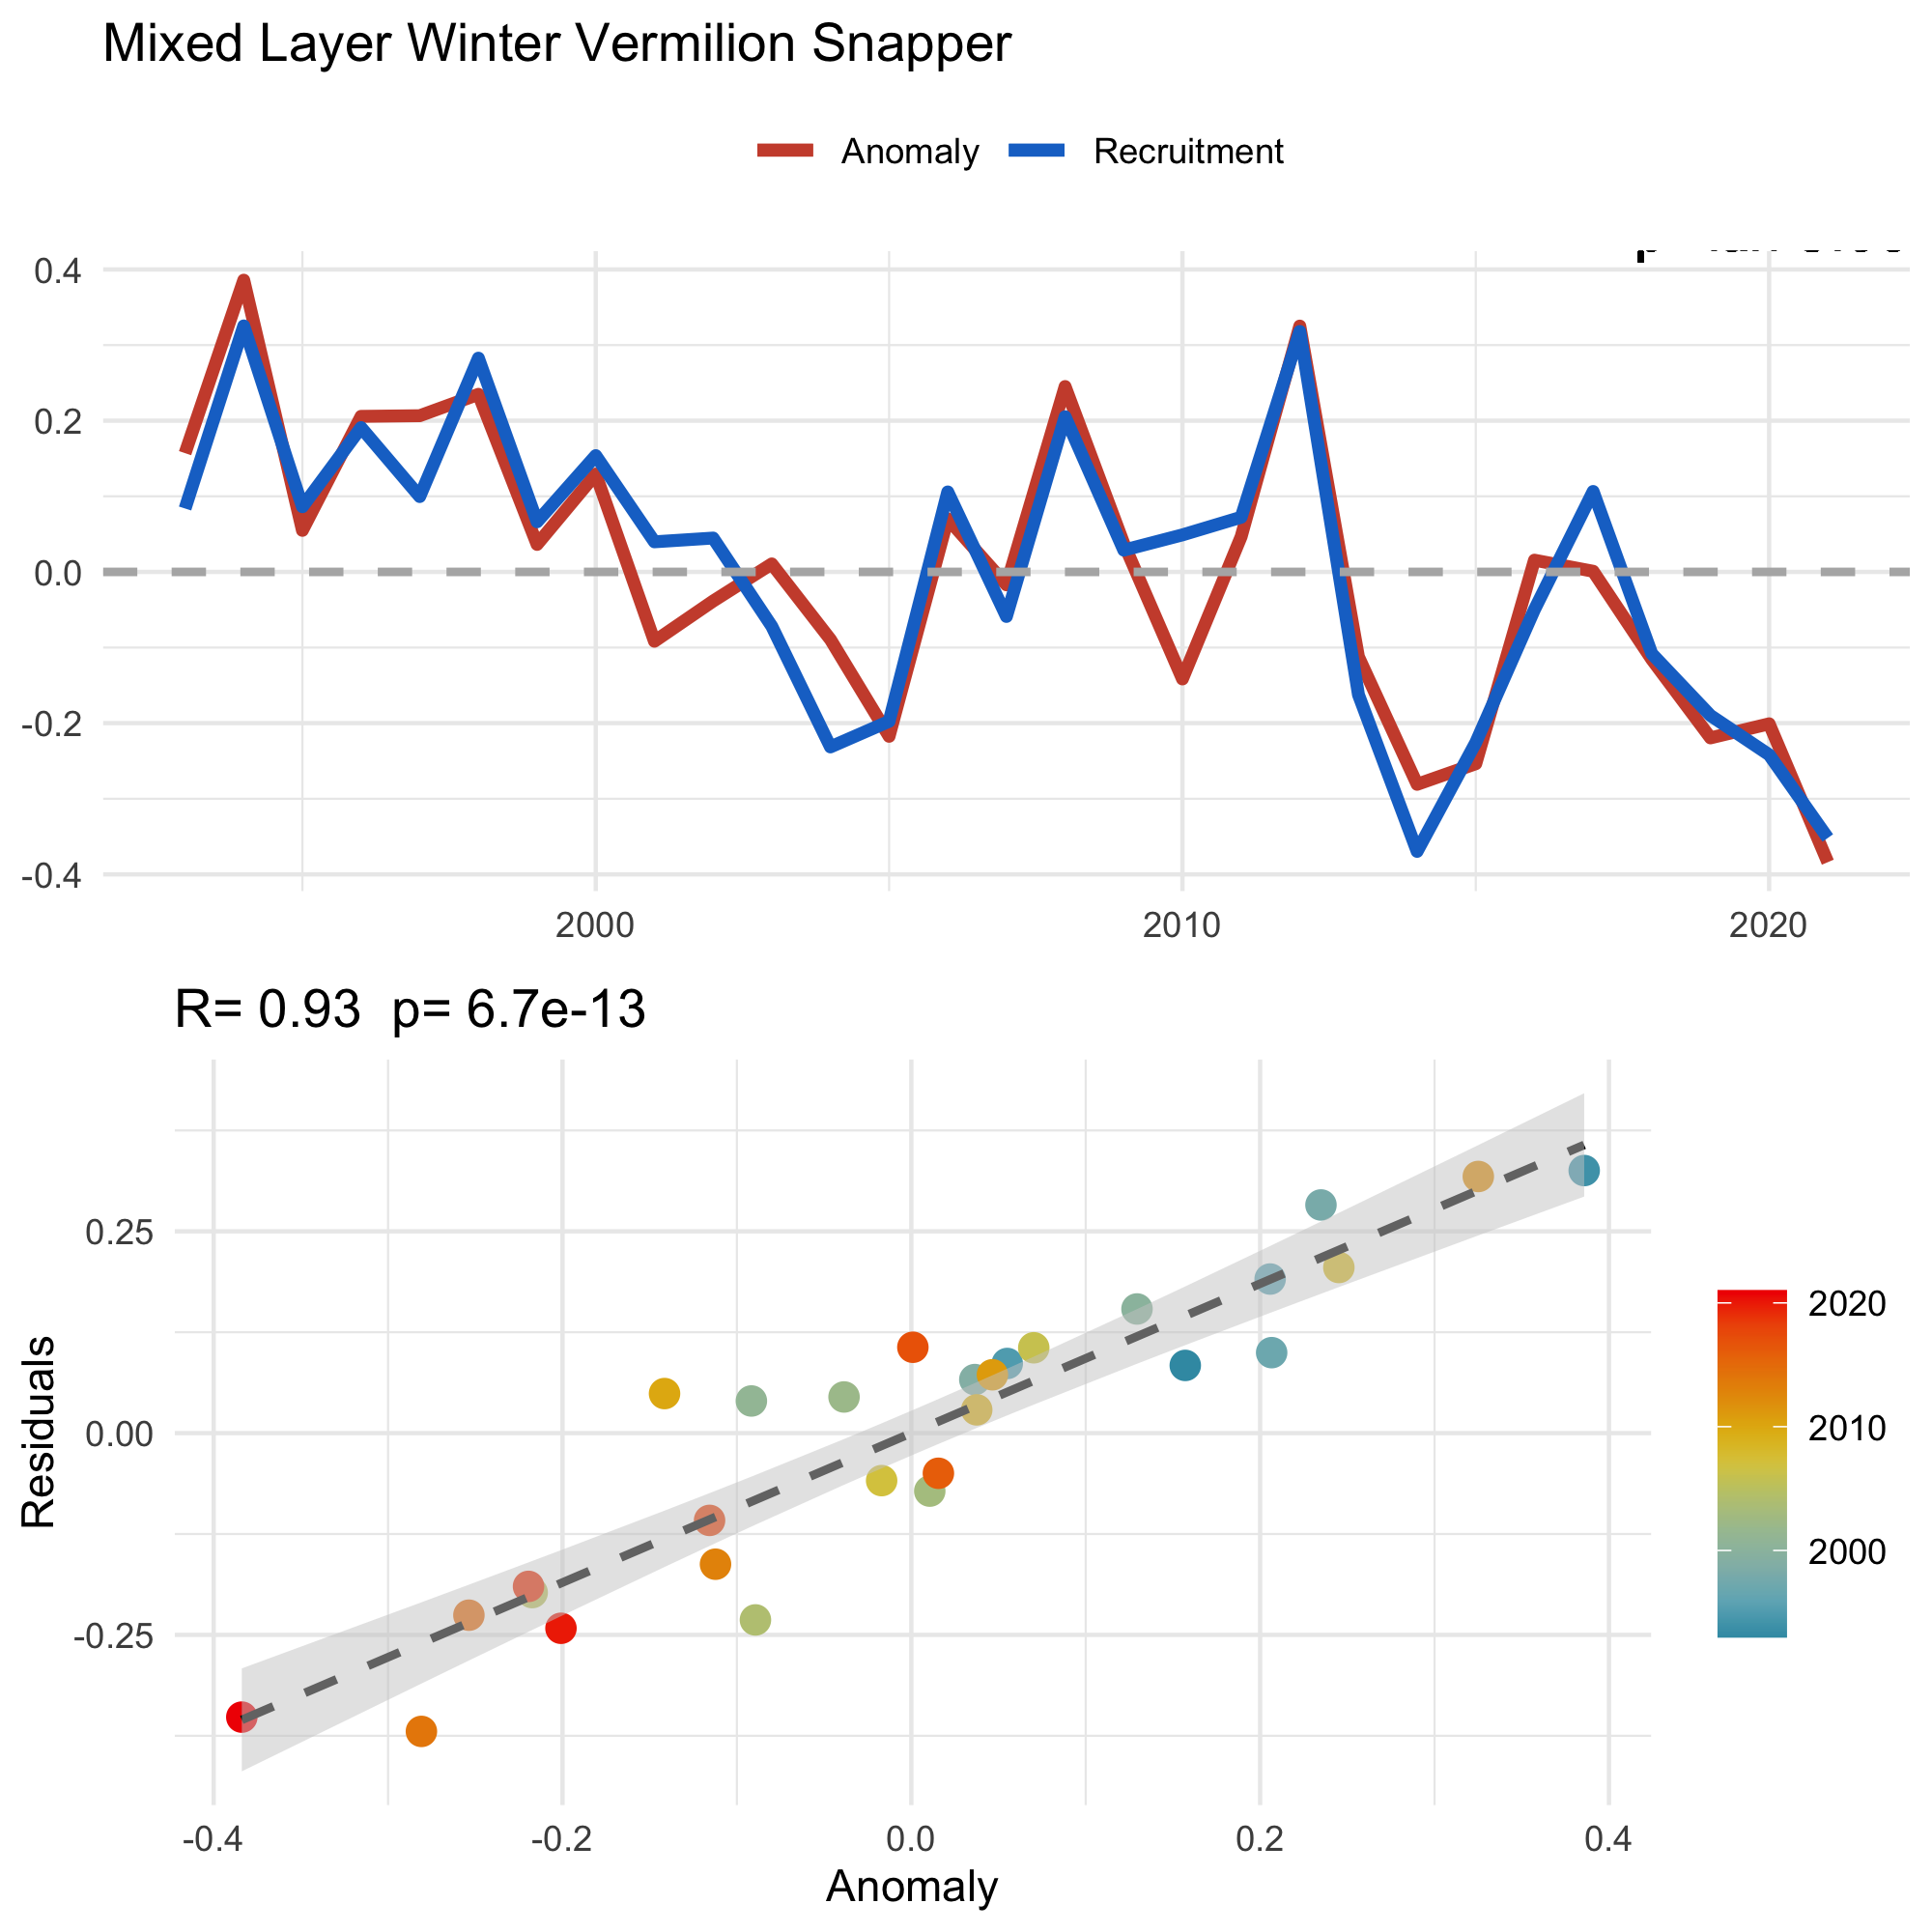 Mixed Layer Winter Vermilion Snapper
Anomaly Recruitment
0.4
0.2
0.0
-0.2
-0.4
2000 2010 2020
R= 0.93 p= 6.7e-13
Residuals
0.25
0.00
-0.25
-0.4 -0.2 0.0 0.2 0.4
Anomaly
2020
2010
2000